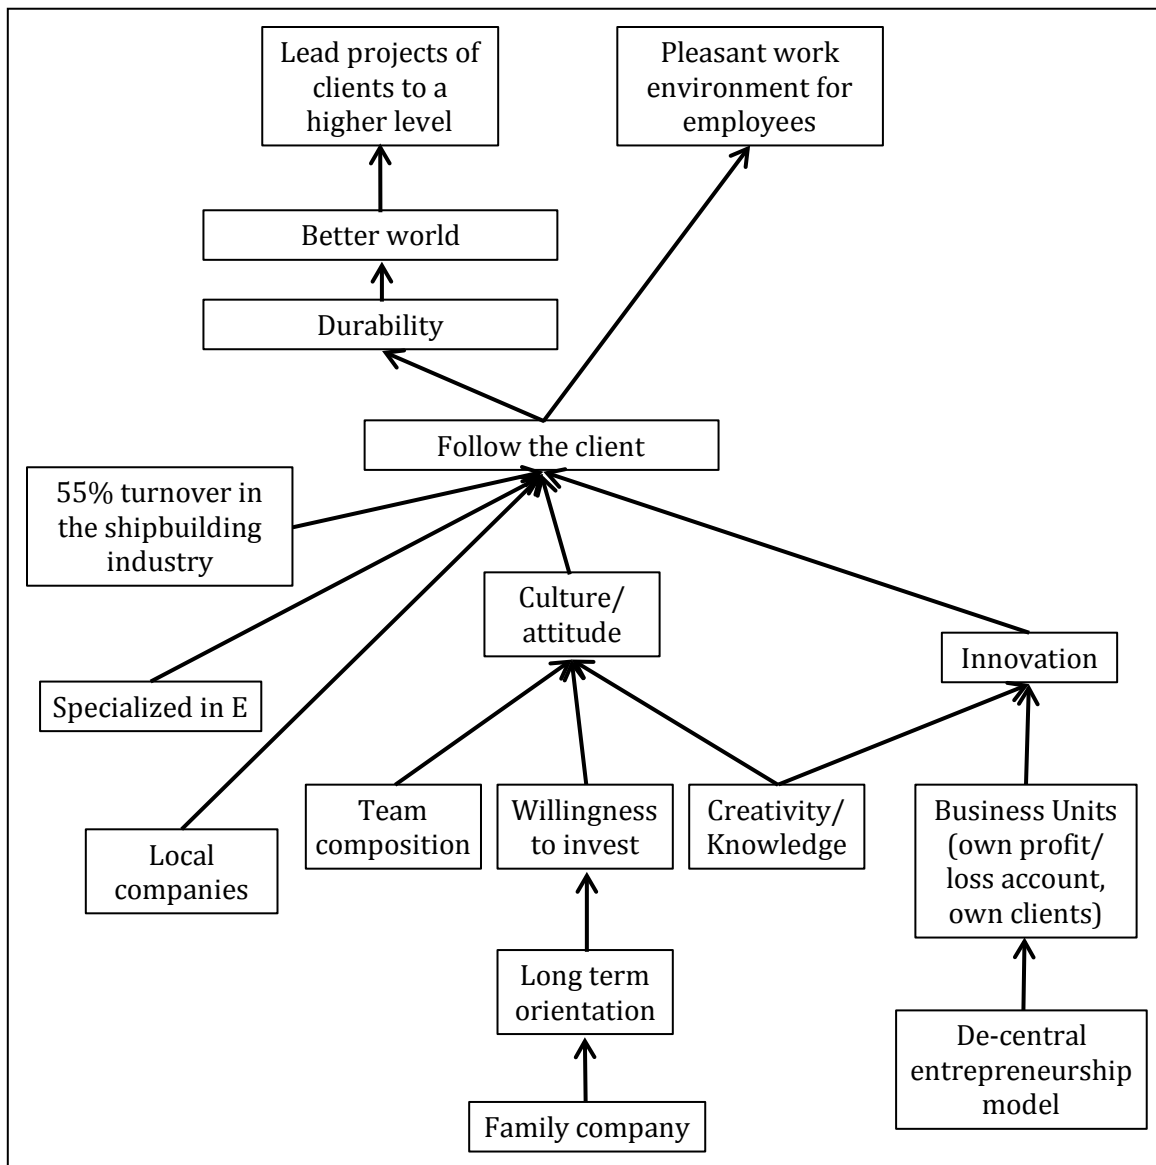 Lead projects of
clients to a
higher level
Pleasant work
environment for
employees
Better world
Durability
Follow the client
55% turnover in
the shipbuilding
industry
Culture/
attitude
Innovation
Specialized in E
Team
composition
Willingness
to invest
Creativity/
Knowledge
Business Units
(own profit/
loss account,
own clients)
Local
companies
Long term
orientation
De-central
entrepreneurship
model
Family company